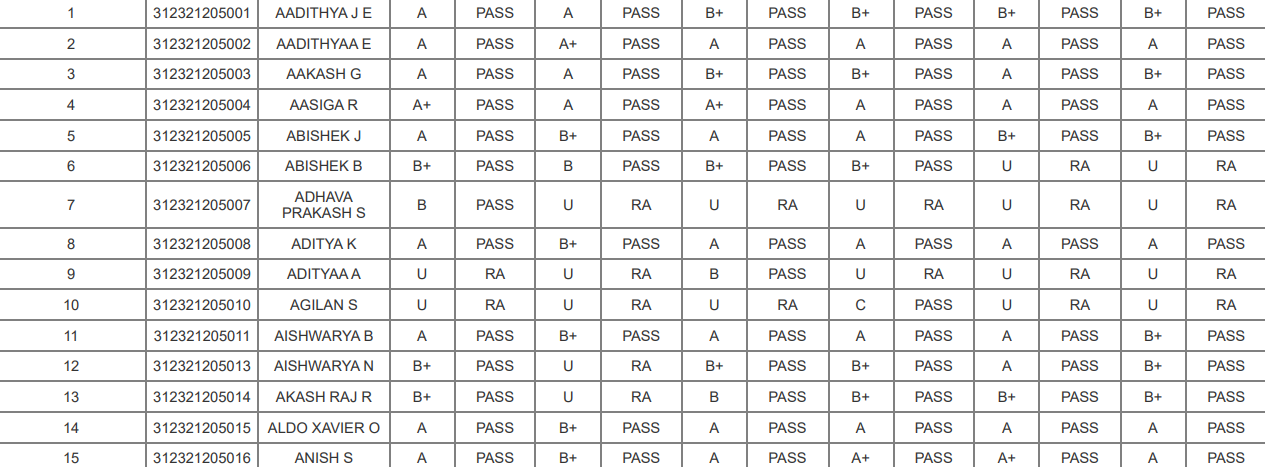 1 312321205001 AADITHYA J E A PASS A PASS B+ PASS B+ PASS B+ PASS B+ PASS
2 312321205002 AADITHYAA E A PASS A+ PASS A PASS A PASS A PASS A PASS
3 312321205003 AAKASH G A PASS A PASS B+ PASS B+ PASS A PASS B+ PASS
4 312321205004 AASIGA R A+ PASS A PASS A+ PASS A PASS A PASS A PASS
5 312321205005 ABISHEK J A PASS B+ PASS A PASS A PASS B+ PASS B+ PASS
6 312321205006 ABISHEK B B+ PASS B PASS B+ PASS B+ PASS U RA U RA
7 312321205007 ADHAVA
PRAKASH S B PASS U RA U RA U RA U RA U RA
8 312321205008 ADITYA K A PASS B+ PASS A PASS A PASS A PASS A PASS
9 312321205009 ADITYAA A U RA U RA B PASS U RA U RA U RA
10 312321205010 AGILAN S U RA U RA U RA C PASS U RA U RA
11 312321205011 AISHWARYA B A PASS B+ PASS A PASS A PASS A PASS B+ PASS
12 312321205013 AISHWARYA N B+ PASS U RA B+ PASS B+ PASS A PASS B+ PASS
13 312321205014 AKASH RAJ R B+ PASS U RA B PASS B+ PASS B+ PASS B+ PASS
14 312321205015 ALDO XAVIER O A PASS B+ PASS A PASS A PASS A PASS A PASS
15 312321205016 ANISH S A PASS B+ PASS A PASS A+ PASS A+ PASS A PASS